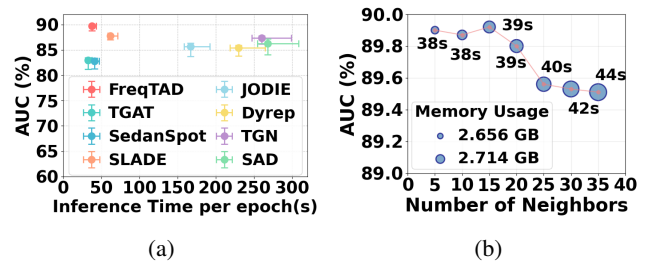 AUC (%)
90
85
80
75
70
65
60
FreqTAD
TGAT
SedanSpot
SLADE
JODIE
Dyrep
TGN
SAD
0 50 100 150 200 250 300
Inference Time per epoch(s)
(a)
AUC (%)
90.0
89.8
89.6
89.4
89.2
89.0
38s
38s
39s
39s
40s
42s
44s
Memory Usage
2.656 GB
2.714 GB
0 5 10 15 20 25 30 35 40
Number of Neighbors
(b)